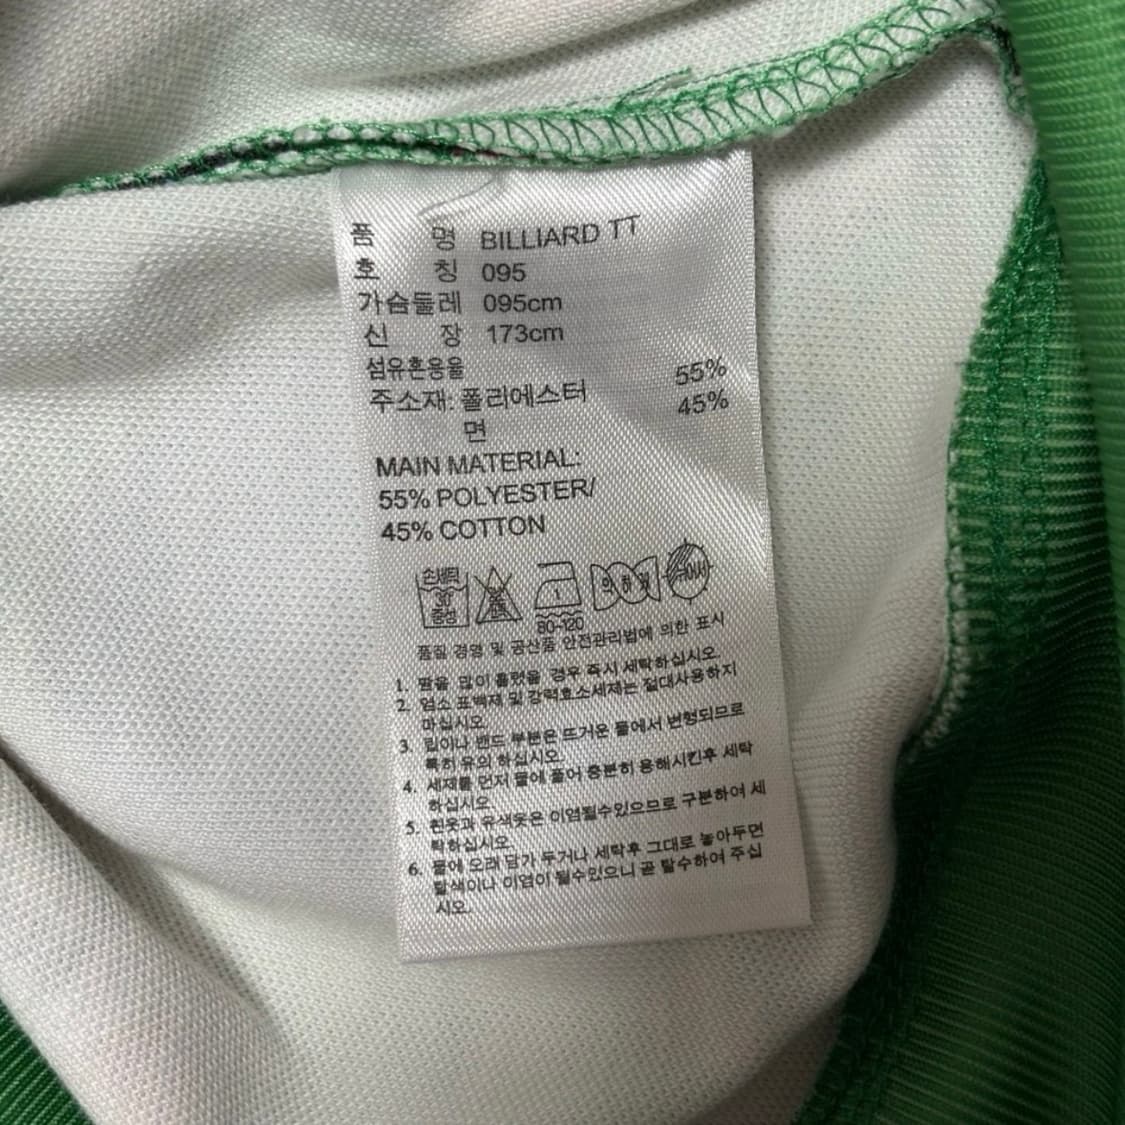 품 명 BILLIARD TT
호 칭 095
가슴둘레 095cm
신 장 173cm
섬유혼용율
주소재: 폴리에스터 55%
면 45%
MAIN MATERIAL:
55% POLYESTER/
45% COTTON
손세탁
30
중성
1
80-120
품질 경영 및 공산품 안전관리법에 의한 표시
1. 땀을 많이 흘렸을 경우 즉시 세탁하십시오.
2. 염소 표백제 및 강력효소세제는 절대사용하지
마십시오.
3. 립이나 밴드 부분은 뜨거운 물에서 변형되므로
특히 유의 하십시오.
4. 세제를 먼저 물에 풀어 충분히 용해시킨후 세탁
하십시오.
5. 흰옷과 유색옷은 이염될수있으므로 구분하여 세
탁하십시오.
6. 물에 오래 담가 두거나 세탁후 그대로 놓아두면
탈색이나 이염이 될수있으니 곧 탈수하여 주십
시오.